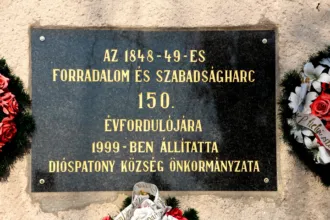 AZ 1848-49-ES
FORRADALOM ÉS SZABADSÁGHARC
150.
ÉVFORDULÓJÁRA
1999-BEN ÁLLÍTATTA
DIÓSPATONY KÖZSÉG ÖNKORMÁNYZATA